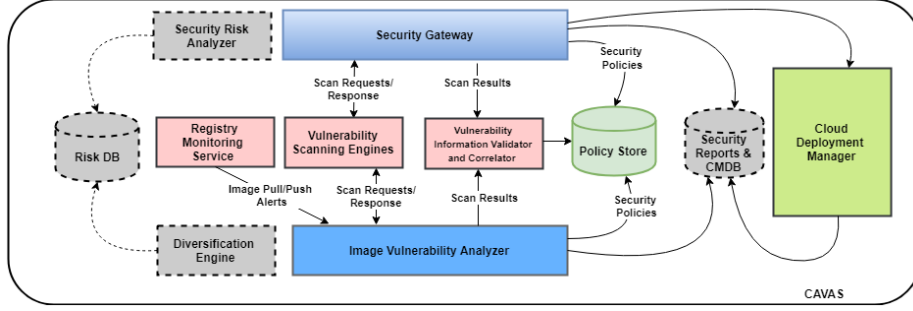 Security Risk
Analyzer
Security Gateway
Security
Policies
Scan Requests/
Response
Scan Results
Risk DB
Registry
Monitoring
Service
Vulnerability
Scanning Engines
Vulnerability
Information Validator
and Correlator
Policy Store
Security
Reports &
CMDB
Cloud
Deployment
Manager
Image Pull/Push
Alerts
Scan Requests/
Response
Scan Results
Security
Policies
Diversification
Engine
Image Vulnerability Analyzer
CAVAS